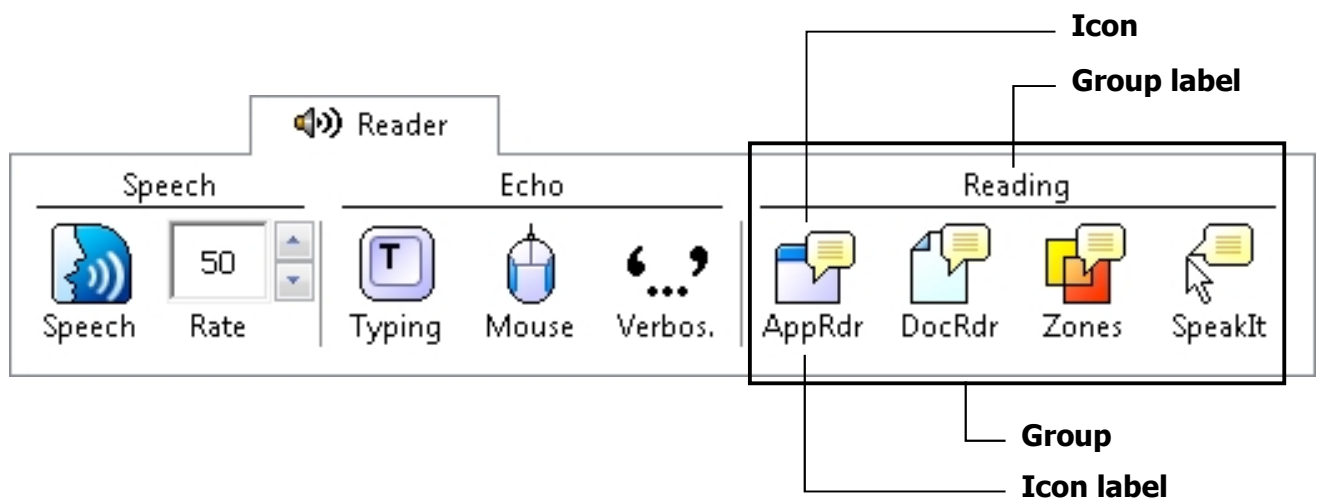 Icon
Group label
Reader
Speech Echo Reading
50
T
Speech Rate Typing Mouse Verbos. AppRdr DocRdr Zones SpeakIt
Group
Icon label